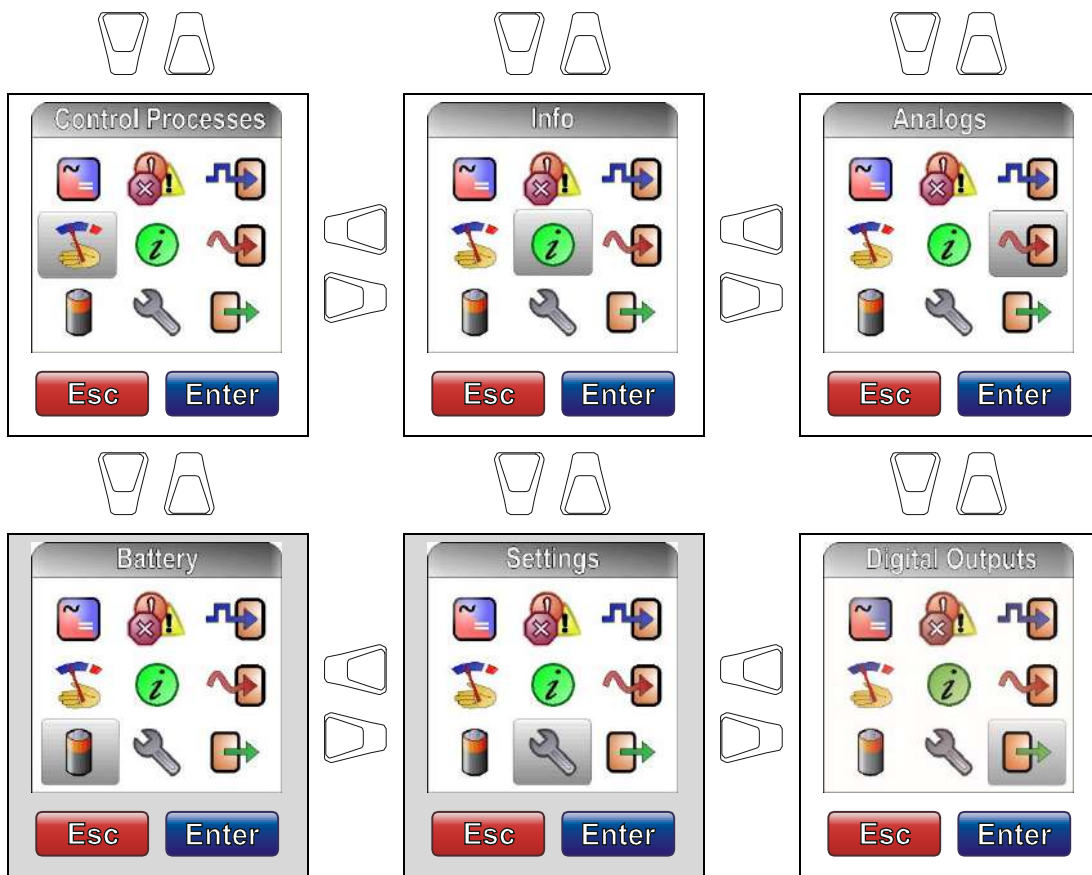 Control Processes
Info
Analogs
Esc Enter
Esc Enter
Esc Enter
Battery
Settings
Digital Outputs
Esc Enter
Esc Enter
Esc Enter